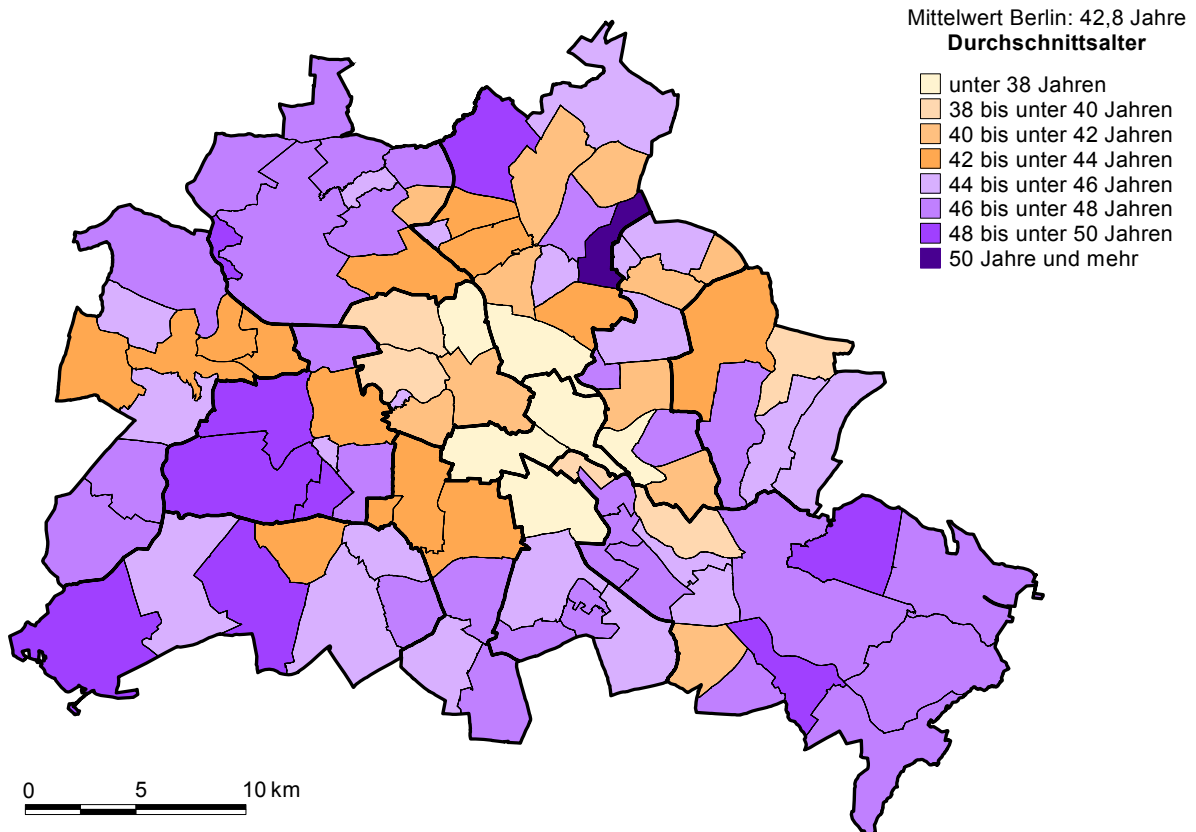 Mittelwert Berlin: 42,8 Jahre
Durchschnittsalter
unter 38 Jahren
38 bis unter 40 Jahren
40 bis unter 42 Jahren
42 bis unter 44 Jahren
44 bis unter 46 Jahren
46 bis unter 48 Jahren
48 bis unter 50 Jahren
50 Jahre und mehr
0 5 10 km